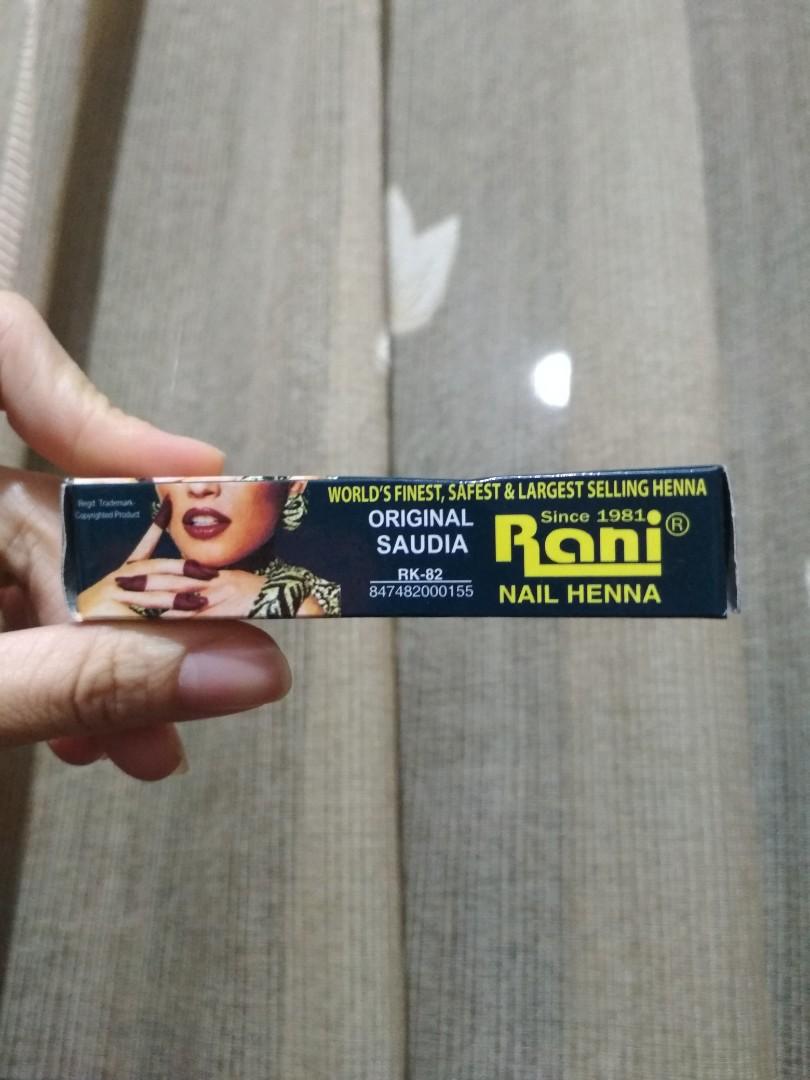 Regd. Trademark-
Copyrighted Product
WORLD'S FINEST, SAFEST & LARGEST SELLING HENNA
ORIGINAL
SAUDIA
RK-82
847482000155
Since 1981
Rani®
NAIL HENNA